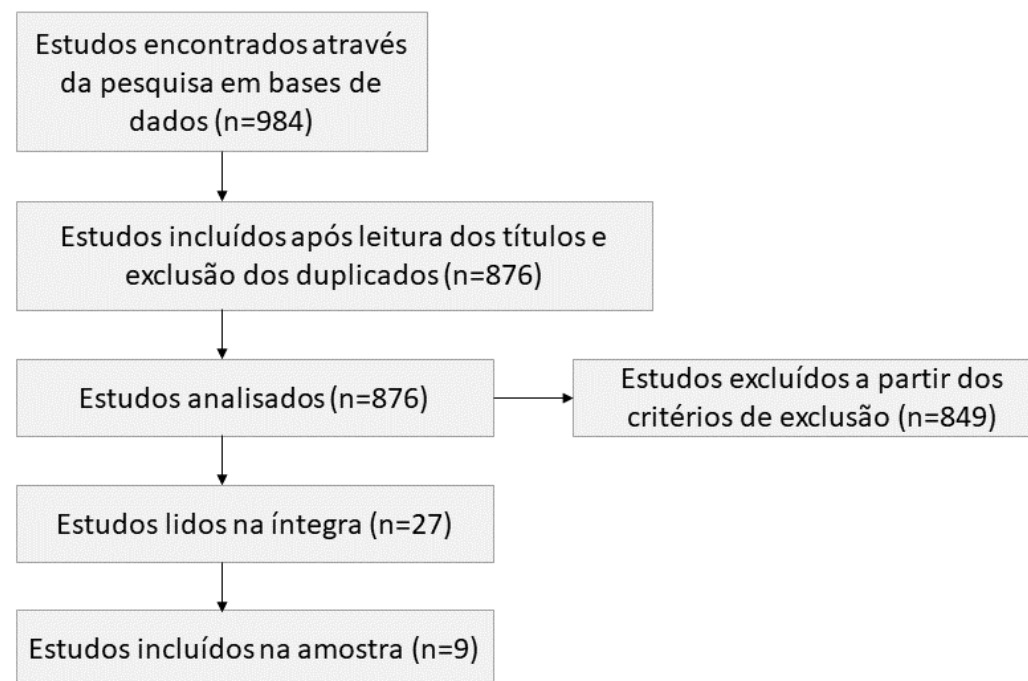 Estudos encontrados através
da pesquisa em bases de
dados (n=984)
Estudos incluídos após leitura dos títulos e
exclusão dos duplicados (n=876)
Estudos analisados (n=876)
Estudos excluídos a partir dos
critérios de exclusão (n=849)
Estudos lidos na íntegra (n=27)
Estudos incluídos na amostra (n=9)